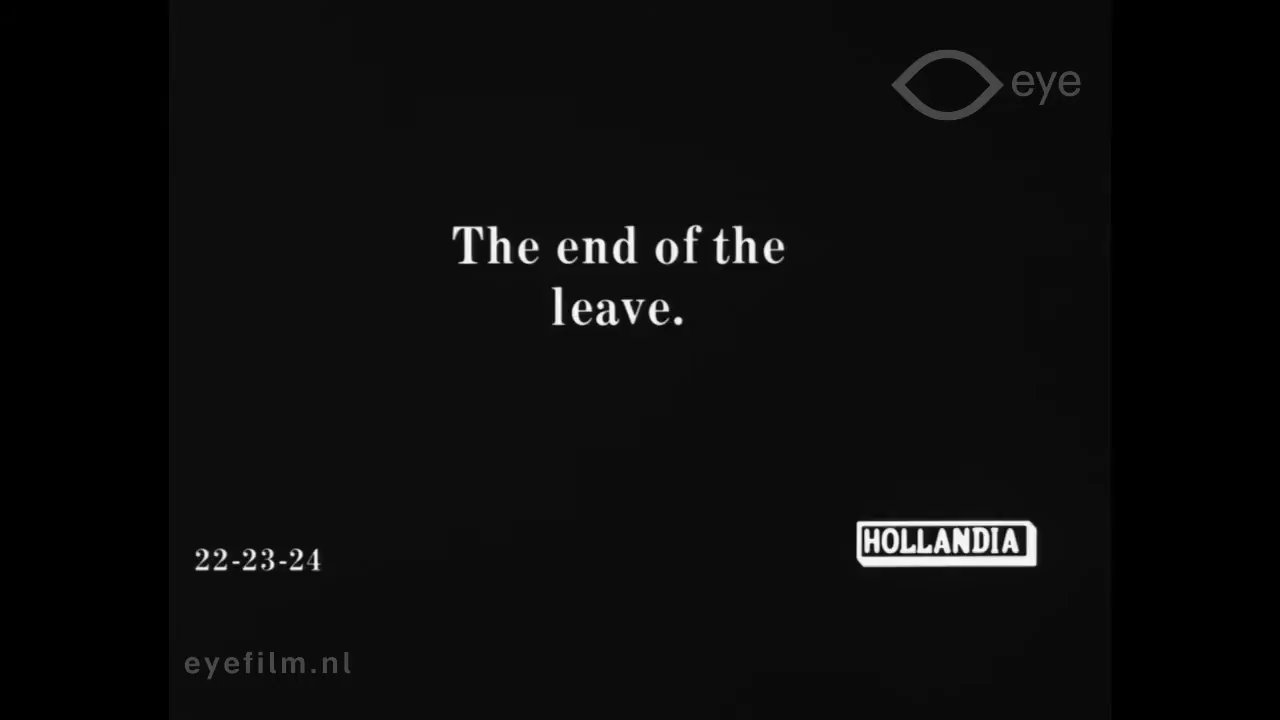 eye
The end of the
leave.
22-23-24
HOLLANDIA
eyefilm.nl